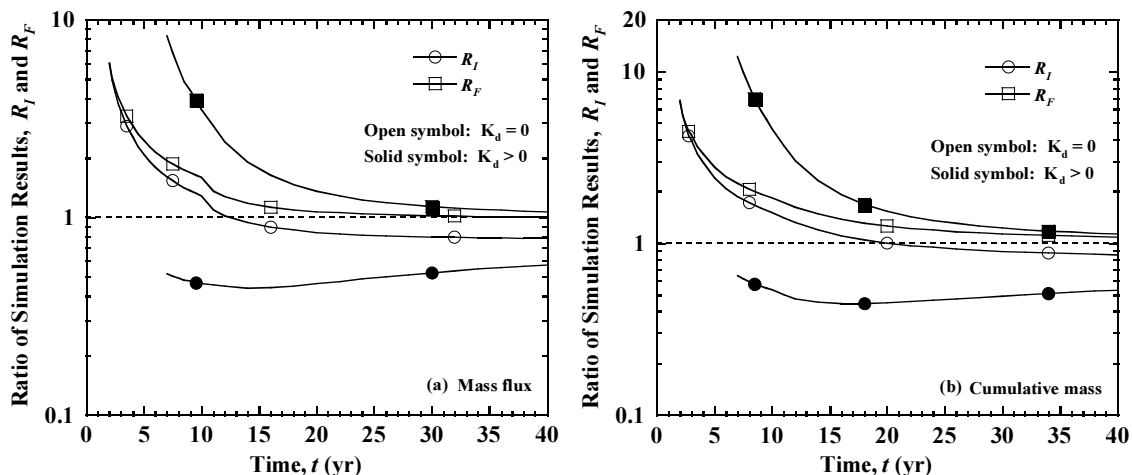 10
1
0.1
Ratio of Simulation Results, R_I and R_F
R_I
R_F
Open symbol: K_d = 0
Solid symbol: K_d > 0
(a) Mass flux
0 5 10 15 20 25 30 35 40
Time, t (yr)
20
10
1
0.1
Ratio of Simulation Results, R_I and R_F
R_I
R_F
Open symbol: K_d = 0
Solid symbol: K_d > 0
(b) Cumulative mass
0 5 10 15 20 25 30 35 40
Time, t (yr)